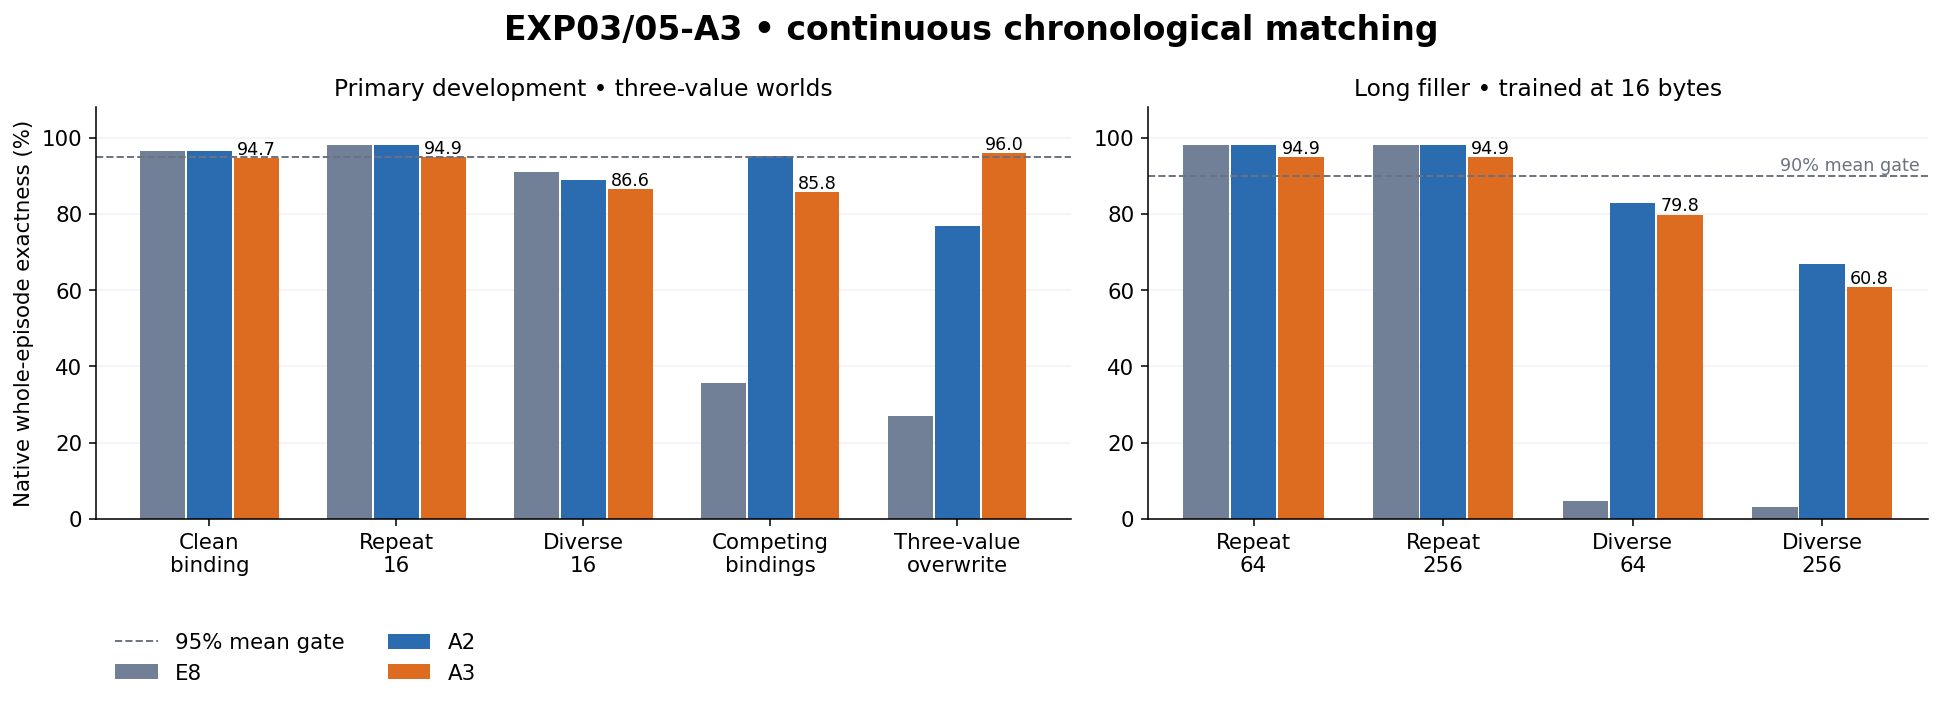 EXP03/05-A3 • continuous chronological matching
Primary development • three-value worlds
Native whole-episode exactness (%)
100
80
60
40
20
0
94.7
94.9
86.6
85.8
96.0
Clean
binding
Repeat
16
Diverse
16
Competing
bindings
Three-value
overwrite
Long filler • trained at 16 bytes
100
80
60
40
20
0
94.9
94.9
90% mean gate
79.8
60.8
Repeat
64
Repeat
256
Diverse
64
Diverse
256
95% mean gate
E8
A2
A3